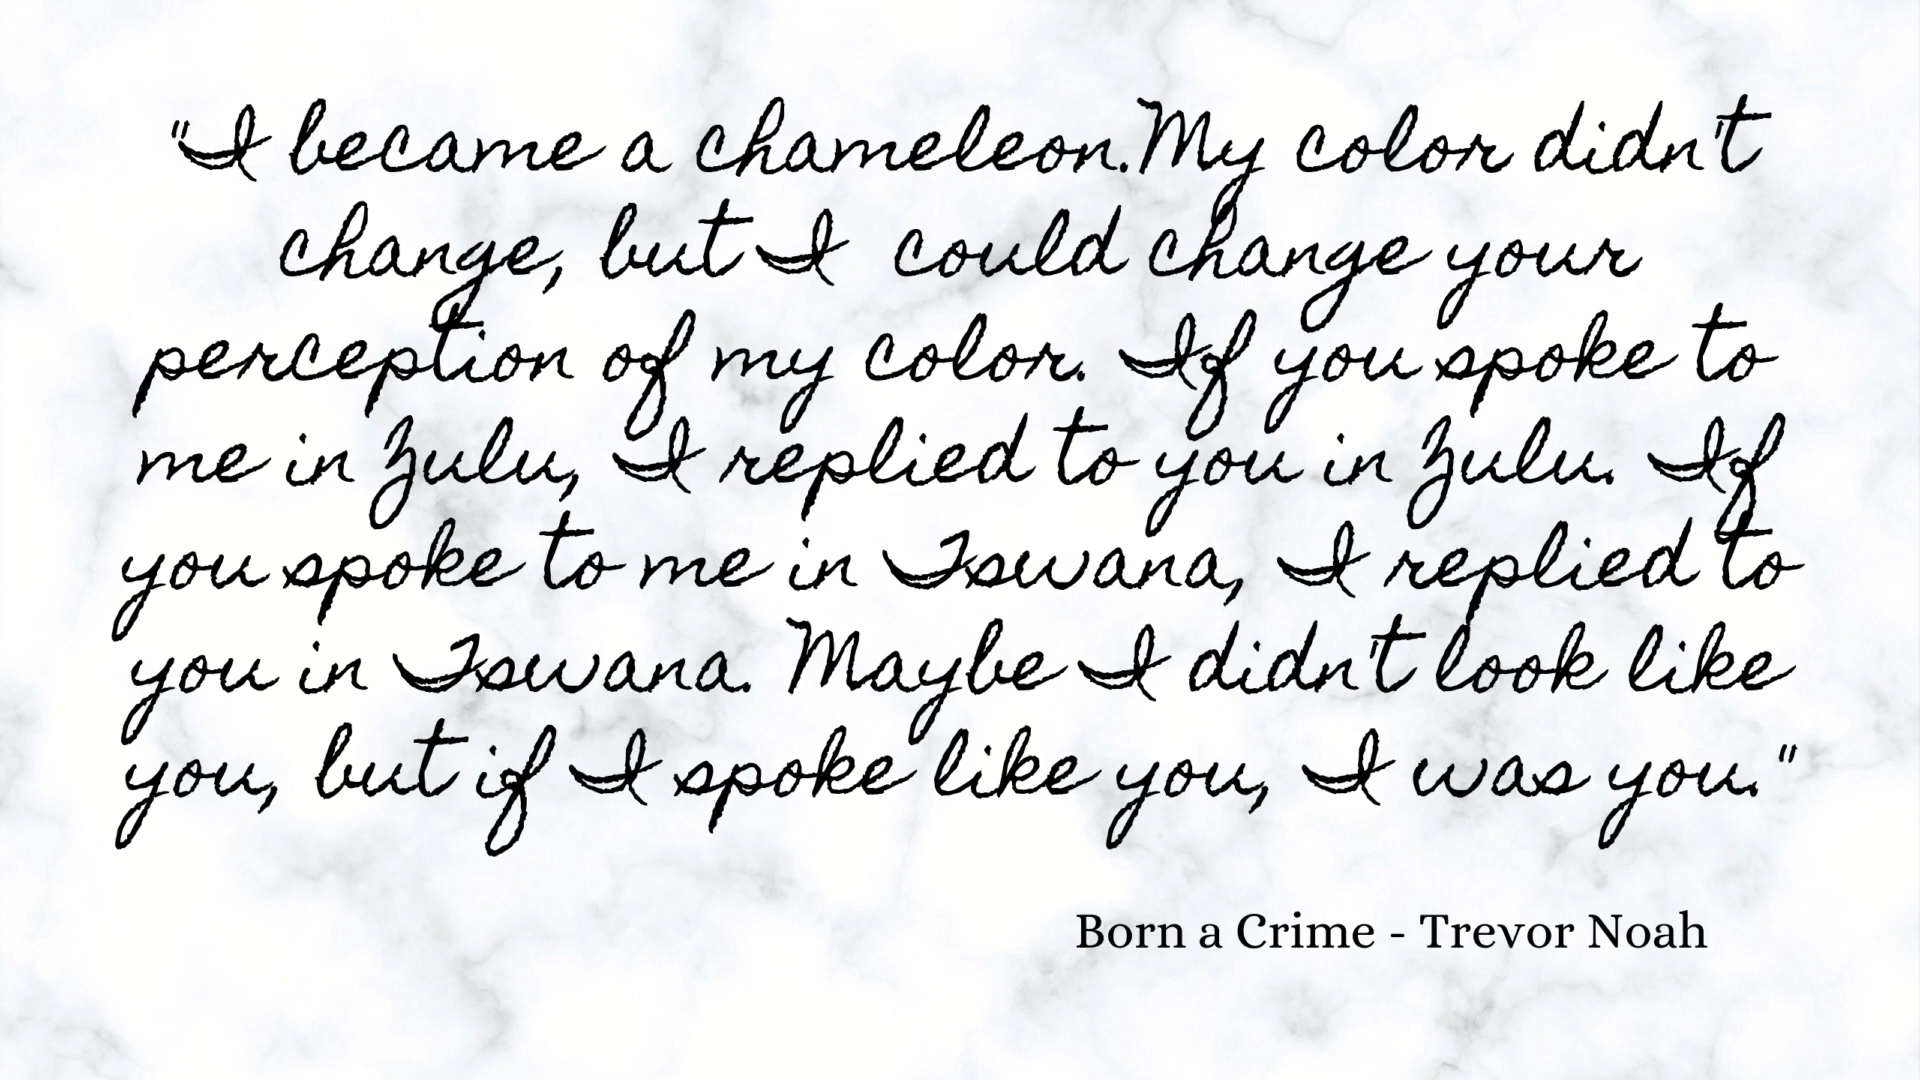 "I became a chameleon.My color didn't
change, but I could change your
perception of my color. If you spoke to
me in Zulu, I replied to you in Zulu. If
you spoke to me in Tswana, I replied to
you in Tswana. Maybe I didn't look like
you, but if I spoke like you, I was you."
Born a Crime - Trevor Noah